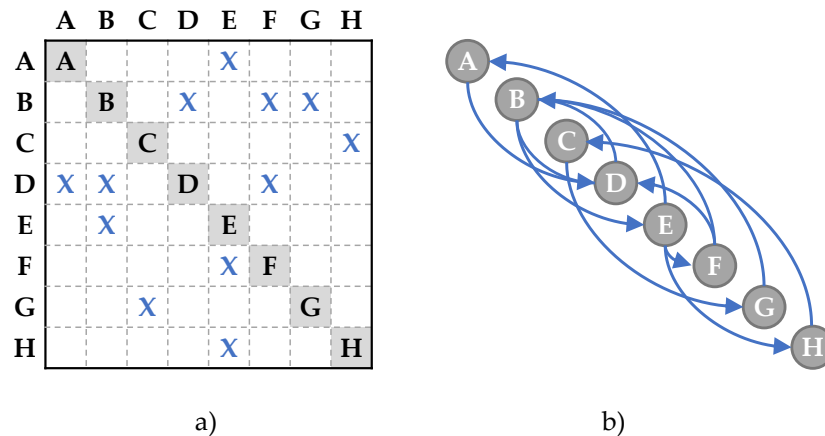 A B C D E F G H
A A X
B B X X X
C C X
D X X D X
E X E
F X F
G X G
H X H
A
B
C
D
E
F
G
H
a) b)